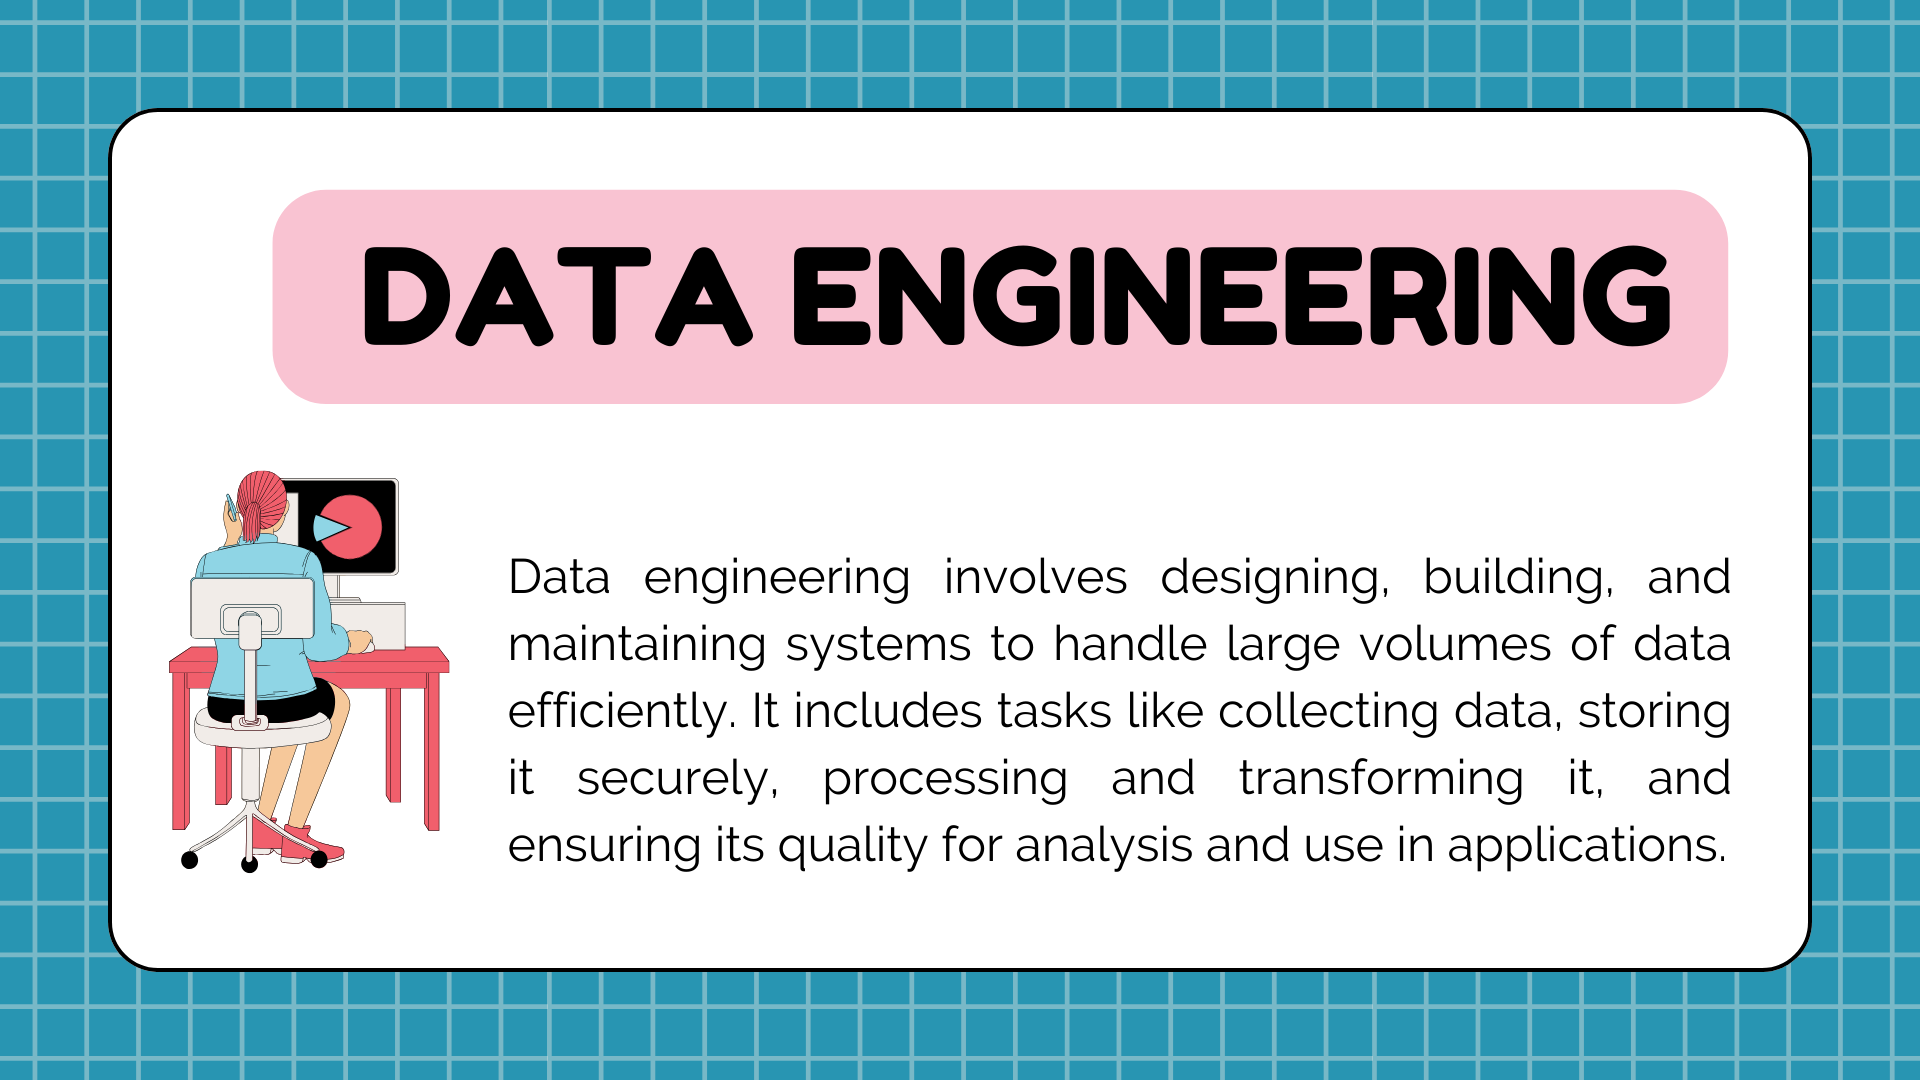 DATA ENGINEERING
Data engineering involves designing, building, and
maintaining systems to handle large volumes of data
efficiently. It includes tasks like collecting data, storing
it securely, processing and transforming it, and
ensuring its quality for analysis and use in applications.